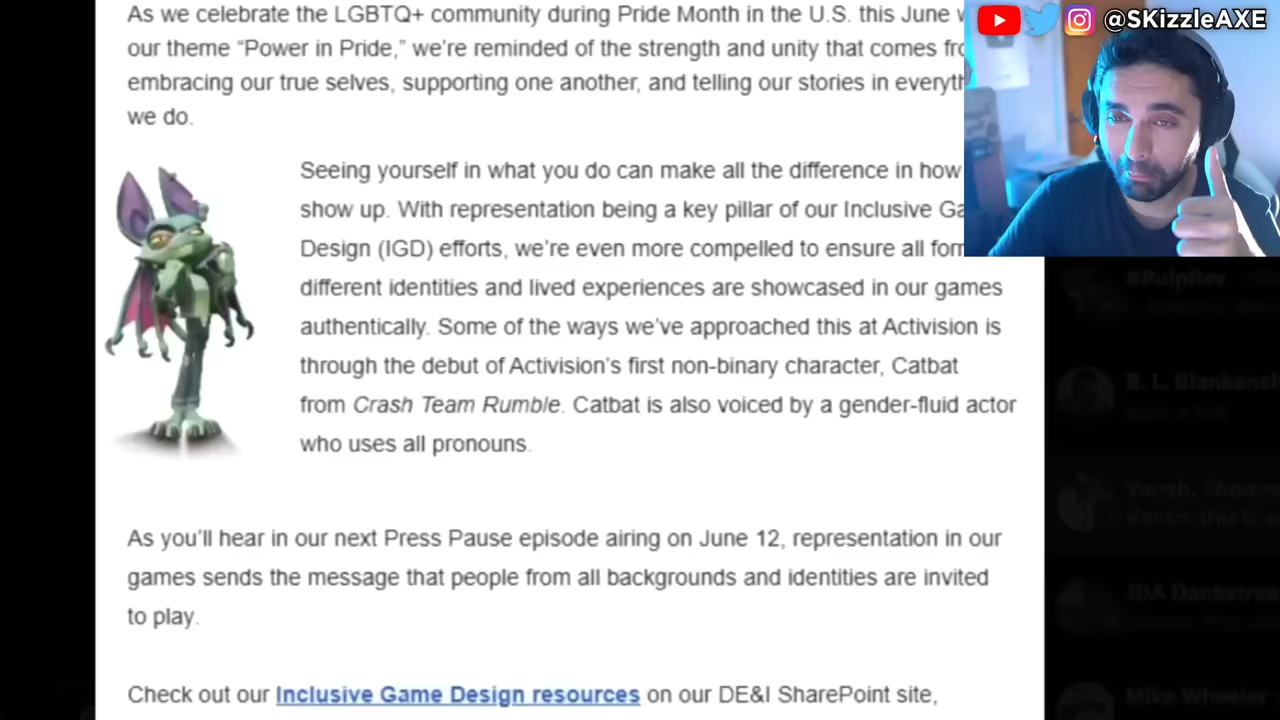 As we celebrate the LGBTQ+ community during Pride Month in the U.S. this June
@SKizzleAXE
our theme “Power in Pride,” we’re reminded of the strength and unity that comes
embracing our true selves, supporting one another, and telling our stories in
we do.
Seeing yourself in what you do can make all the difference in how
show up. With representation being a key pillar of our Inclusive
Design (IGD) efforts, we’re even more compelled to ensure all
different identities and lived experiences are showcased in our games
authentically. Some of the ways we’ve approached this at Activision is
through the debut of Activision’s first non-binary character, Catbat
from Crash Team Rumble. Catbat is also voiced by a gender-fluid actor
who uses all pronouns.
As you’ll hear in our next Press Pause episode airing on June 12, representation in our
games sends the message that people from all backgrounds and identities are invited
to play.
Check out our Inclusive Game Design resources on our DE&I SharePoint site,
#PulpRev
B. L.
Vansh,
Vansh: this is
JDA
Mike Wheeler